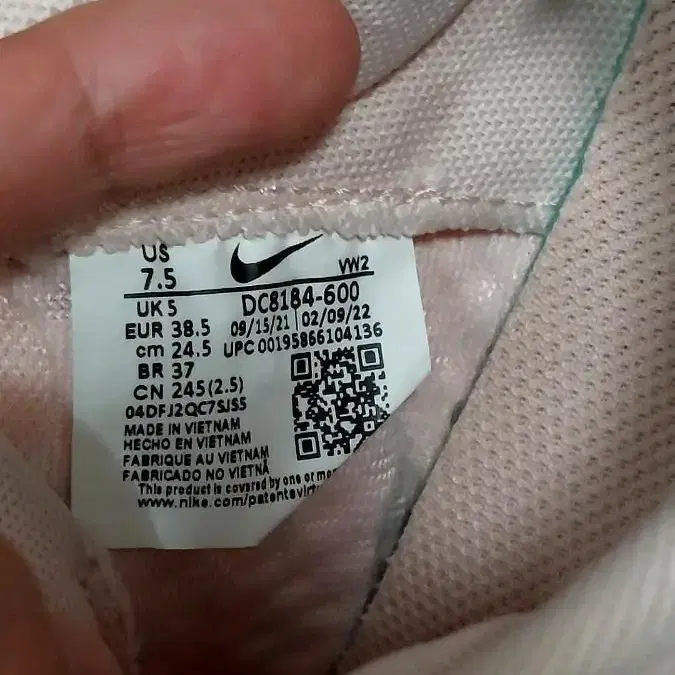 US
7.5
VW2
UK 5
DC8184-600
EUR 38.5
09/15/21 | 02/09/22
cm 24.5
UPC 00195866104136
BR 37
CN 245 (2.5)
04DFJ2QC7SJS5
MADE IN VIETNAM
HECHO EN VIETNAM
FABRIQUE AU VIETNAM
FABRICADO NO VIETNÃ
This product is covered by one or
www.nike.com/patents